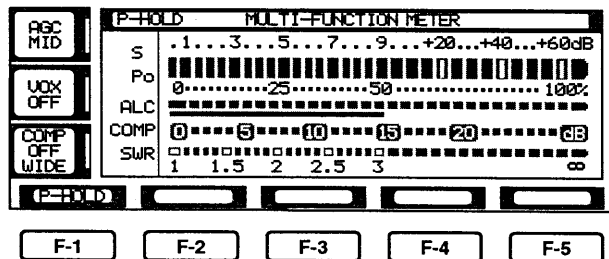 AGC
MID
VOX
OFF
COMP
OFF
WIDE
P-HOLD MULTI-FUNCTION METER
S .1...3...5...7...9...+20...+40...+60dB
Po
0..........25..........50.................... 100%
ALC
COMP 0 5 10 15 20 dB
SWR
1 1.5 2 2.5 3 ∞
(P-HOLD)
F-1 F-2 F-3 F-4 F-5